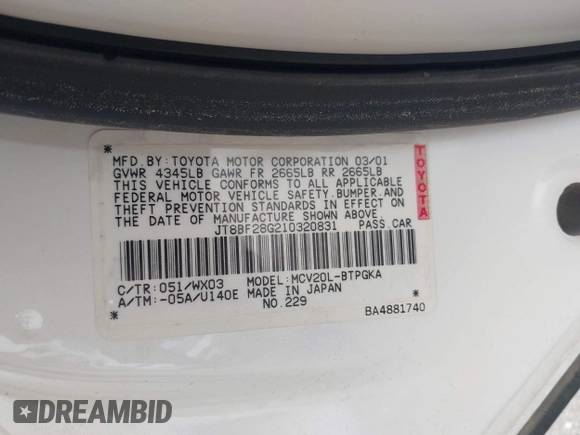 MFD. BY: TOYOTA MOTOR CORPORATION 03/01
GVWR 4345LB GAWR FR 2665LB RR 2665LB
THIS VEHICLE CONFORMS TO ALL APPLICABLE
FEDERAL MOTOR VEHICLE SAFETY, BUMPER, AND
THEFT PREVENTION STANDARDS IN EFFECT ON
THE DATE OF MANUFACTURE SHOWN ABOVE.
JT8BF28G210320831 PASS.CAR
TOYOTA
C/TR: 051/WX03 MODEL: MCV20L-BTPGKA
A/TM: -05A/U140E MADE IN JAPAN
NO.229
BA4881740
DREAMBID